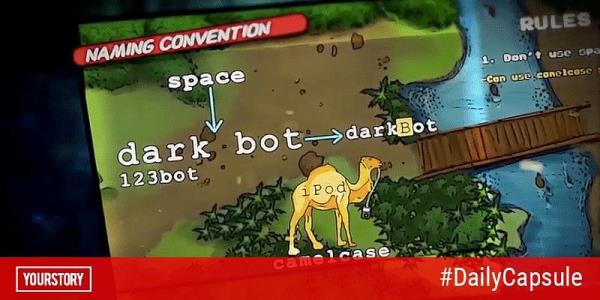 NAMING CONVENTION
RULES
space
1. Don't use spa
-Can use camelcase
dark bot → darkBot
123bot
iPod
camelcase
YOURSTORY
#DailyCapsule